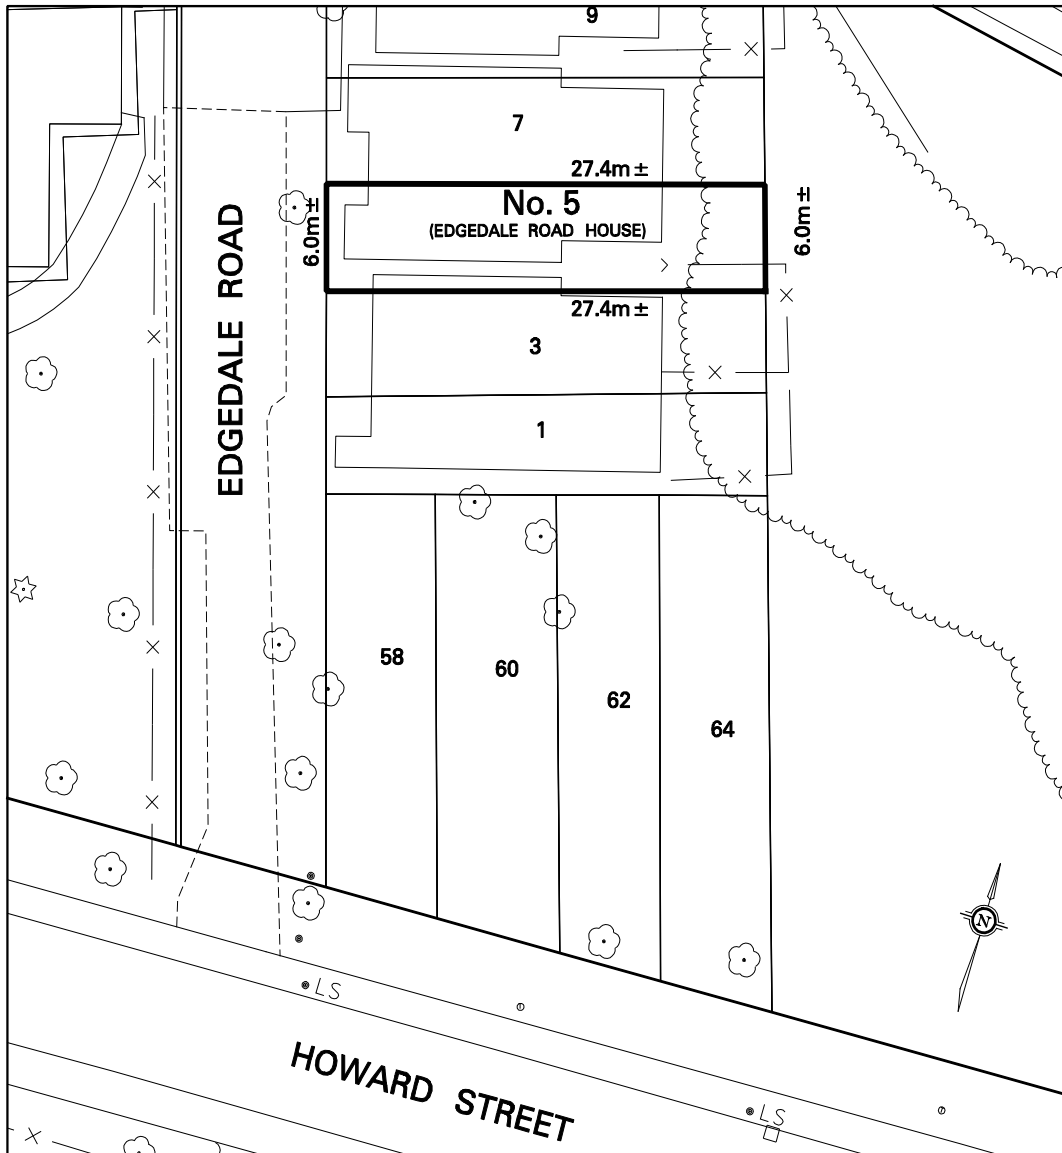 9
7
27.4m±
No. 5
(EDGEDALE ROAD HOUSE)
6.0m±
6.0m±
27.4m±
EDGEDALE ROAD
3
1
58
60
62
64
N
LS
HOWARD STREET
LS